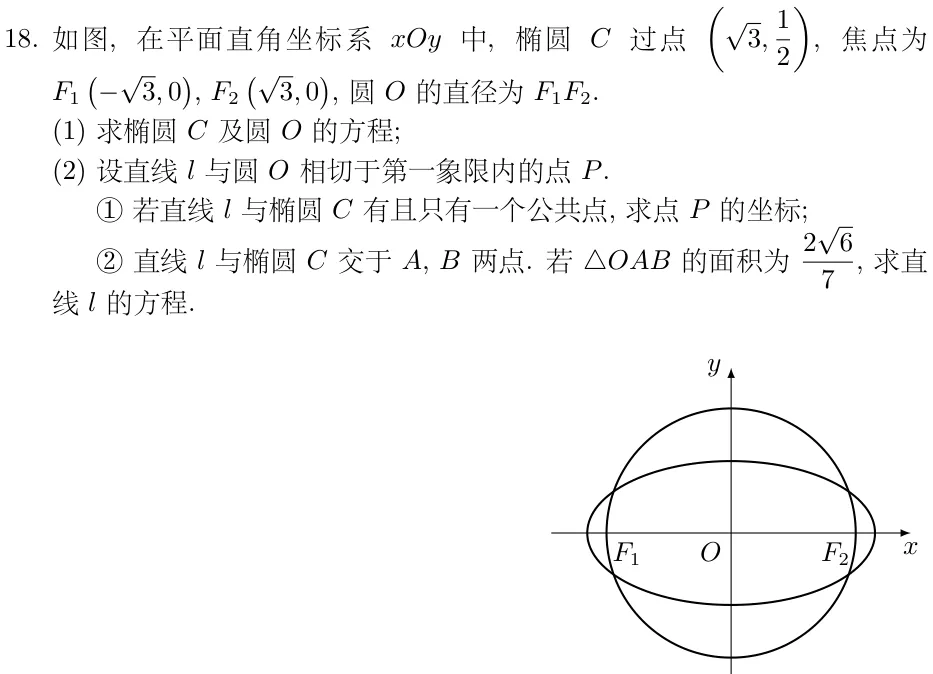 18. 如图, 在平面直角坐标系 xOy 中, 椭圆 C 过点 (√3, 1/2), 焦点为
F₁(−√3, 0), F₂(√3, 0), 圆 O 的直径为 F₁F₂.
(1) 求椭圆 C 及圆 O 的方程;
(2) 设直线 l 与圆 O 相切于第一象限内的点 P.
① 若直线 l 与椭圆 C 有且只有一个公共点, 求点 P 的坐标;
② 直线 l 与椭圆 C 交于 A, B 两点. 若 △OAB 的面积为 2√6/7, 求直
线 l 的方程.
y
F₁ O F₂ x